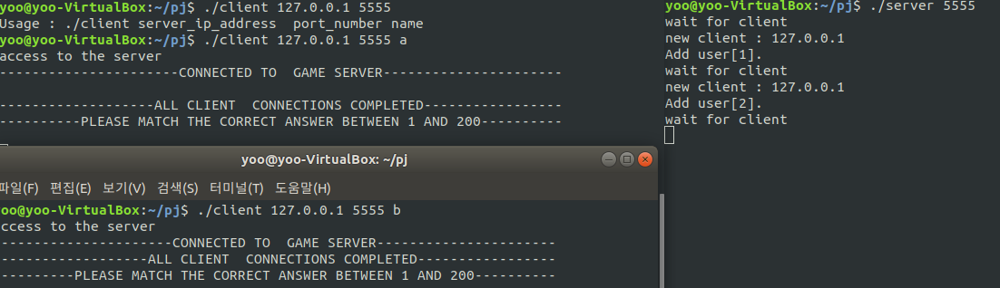 yoo@yoo-VirtualBox:~/pj$ ./client 127.0.0.1 5555
Usage : ./client server_ip_address  port_number name
yoo@yoo-VirtualBox:~/pj$ ./client 127.0.0.1 5555 a
access to the server
----------------------CONNECTED TO  GAME SERVER----------------------
-------------------ALL CLIENT  CONNECTIONS COMPLETED-----------------
----------PLEASE MATCH THE CORRECT ANSWER BETWEEN 1 AND 200----------
yoo@yoo-VirtualBox: ~/pj
파일(F) 편집(E) 보기(V) 검색(S) 터미널(T) 도움말(H)
oo@yoo-VirtualBox:~/pj$ ./client 127.0.0.1 5555 b
ccess to the server
---------------------CONNECTED TO  GAME SERVER----------------------
------------------ALL CLIENT  CONNECTIONS COMPLETED-----------------
---------PLEASE MATCH THE CORRECT ANSWER BETWEEN 1 AND 200----------
yoo@yoo-VirtualBox:~/pj$ ./server 5555
wait for client
new client : 127.0.0.1
Add user[1].
wait for client
new client : 127.0.0.1
Add user[2].
wait for client